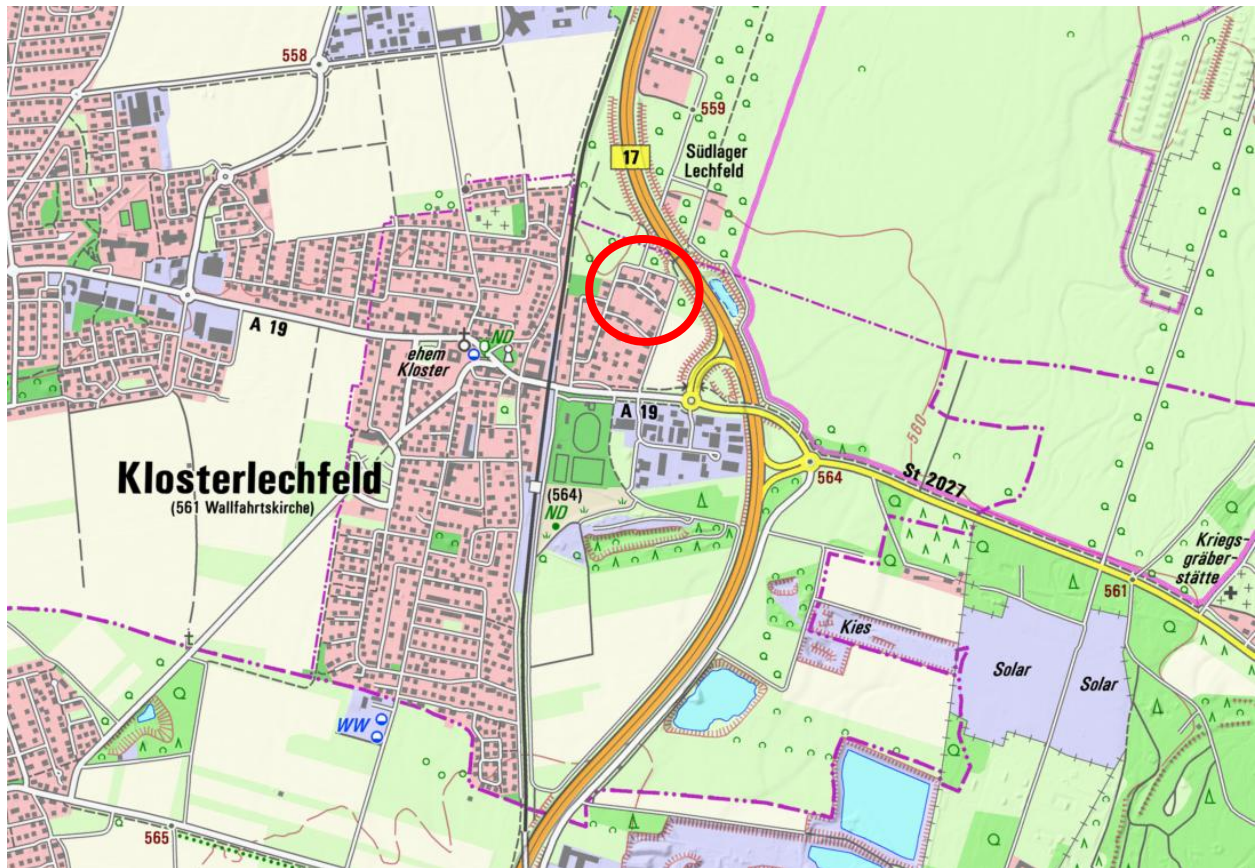 558
559
17
Südlager
Lechfeld
A 19
ND
ehem
Kloster
A 19
560
Klosterlechfeld
(561 Wallfahrtskirche)
564
St 2027
(564)
ND
Kriegs-
gräber-
stätte
561
Kies
Solar
Solar
WW
565